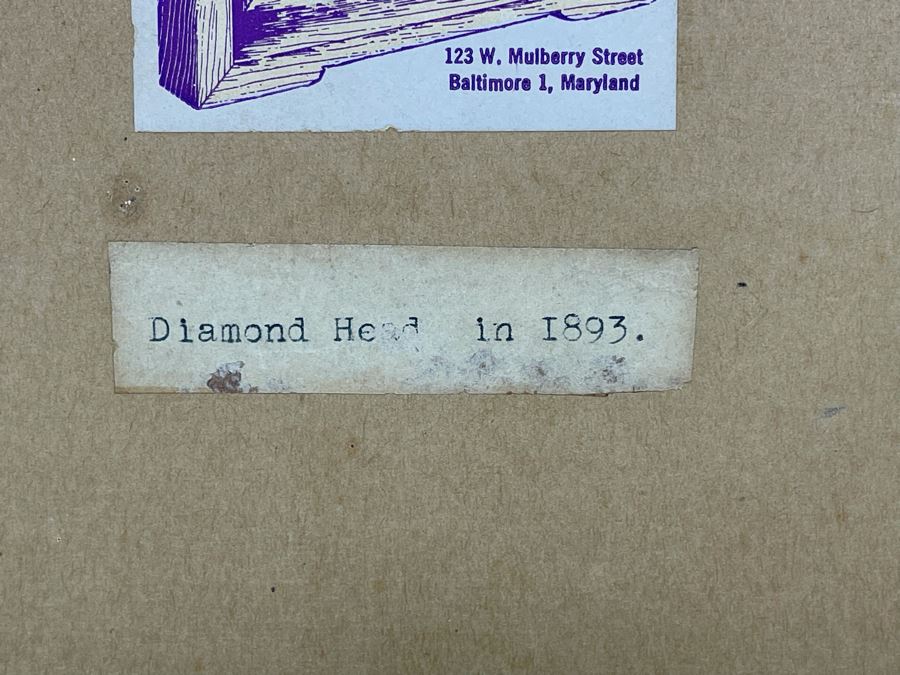 123 W. Mulberry Street
Baltimore 1, Maryland
Diamond Head in 1893.